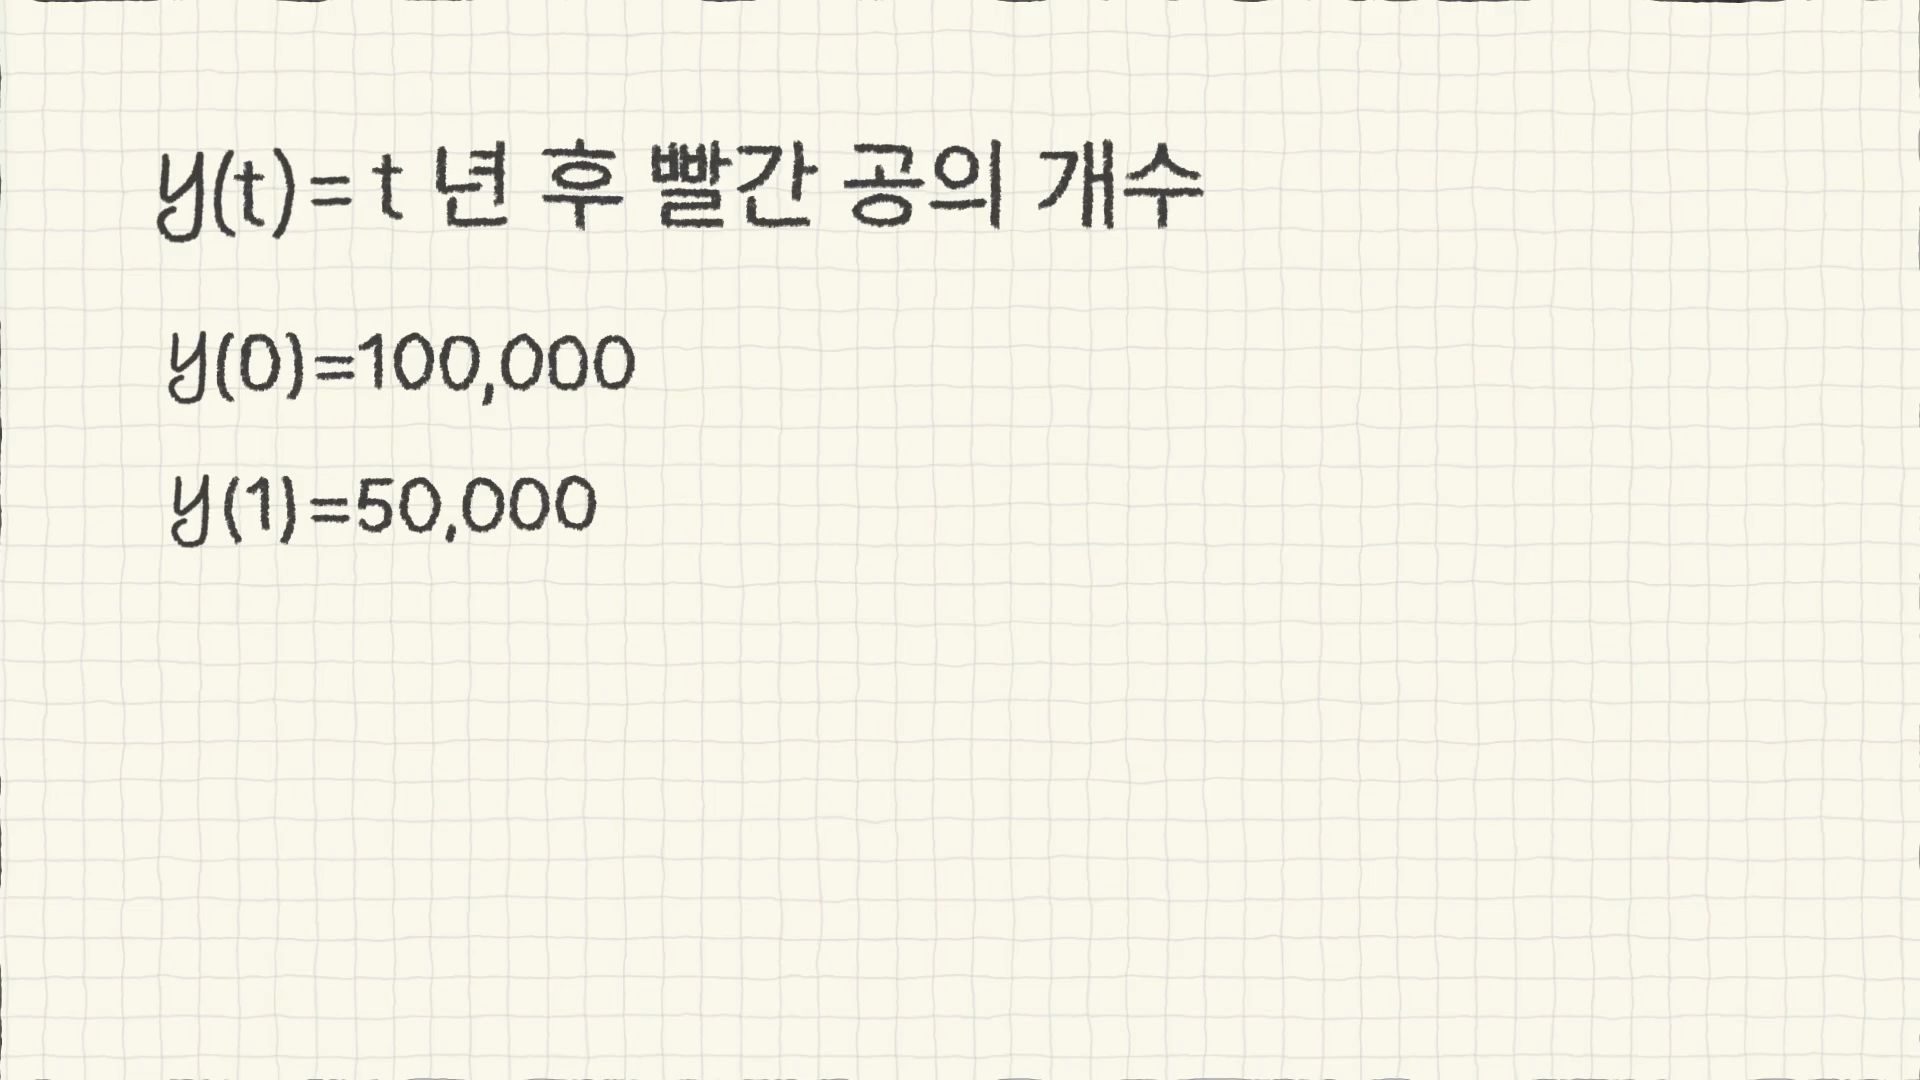 y(t)= t 년 후 빨간 공의 개수
y(0)=100,000
y(1)=50,000